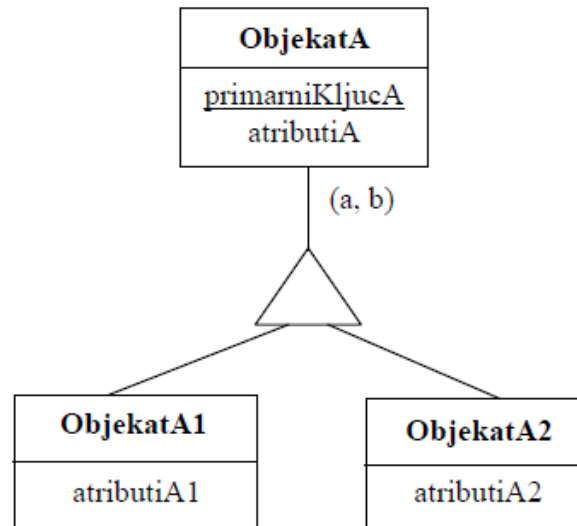 ObjekatA
primarniKljucA
atributiA
(a, b)
ObjekatA1
atributiA1
ObjekatA2
atributiA2